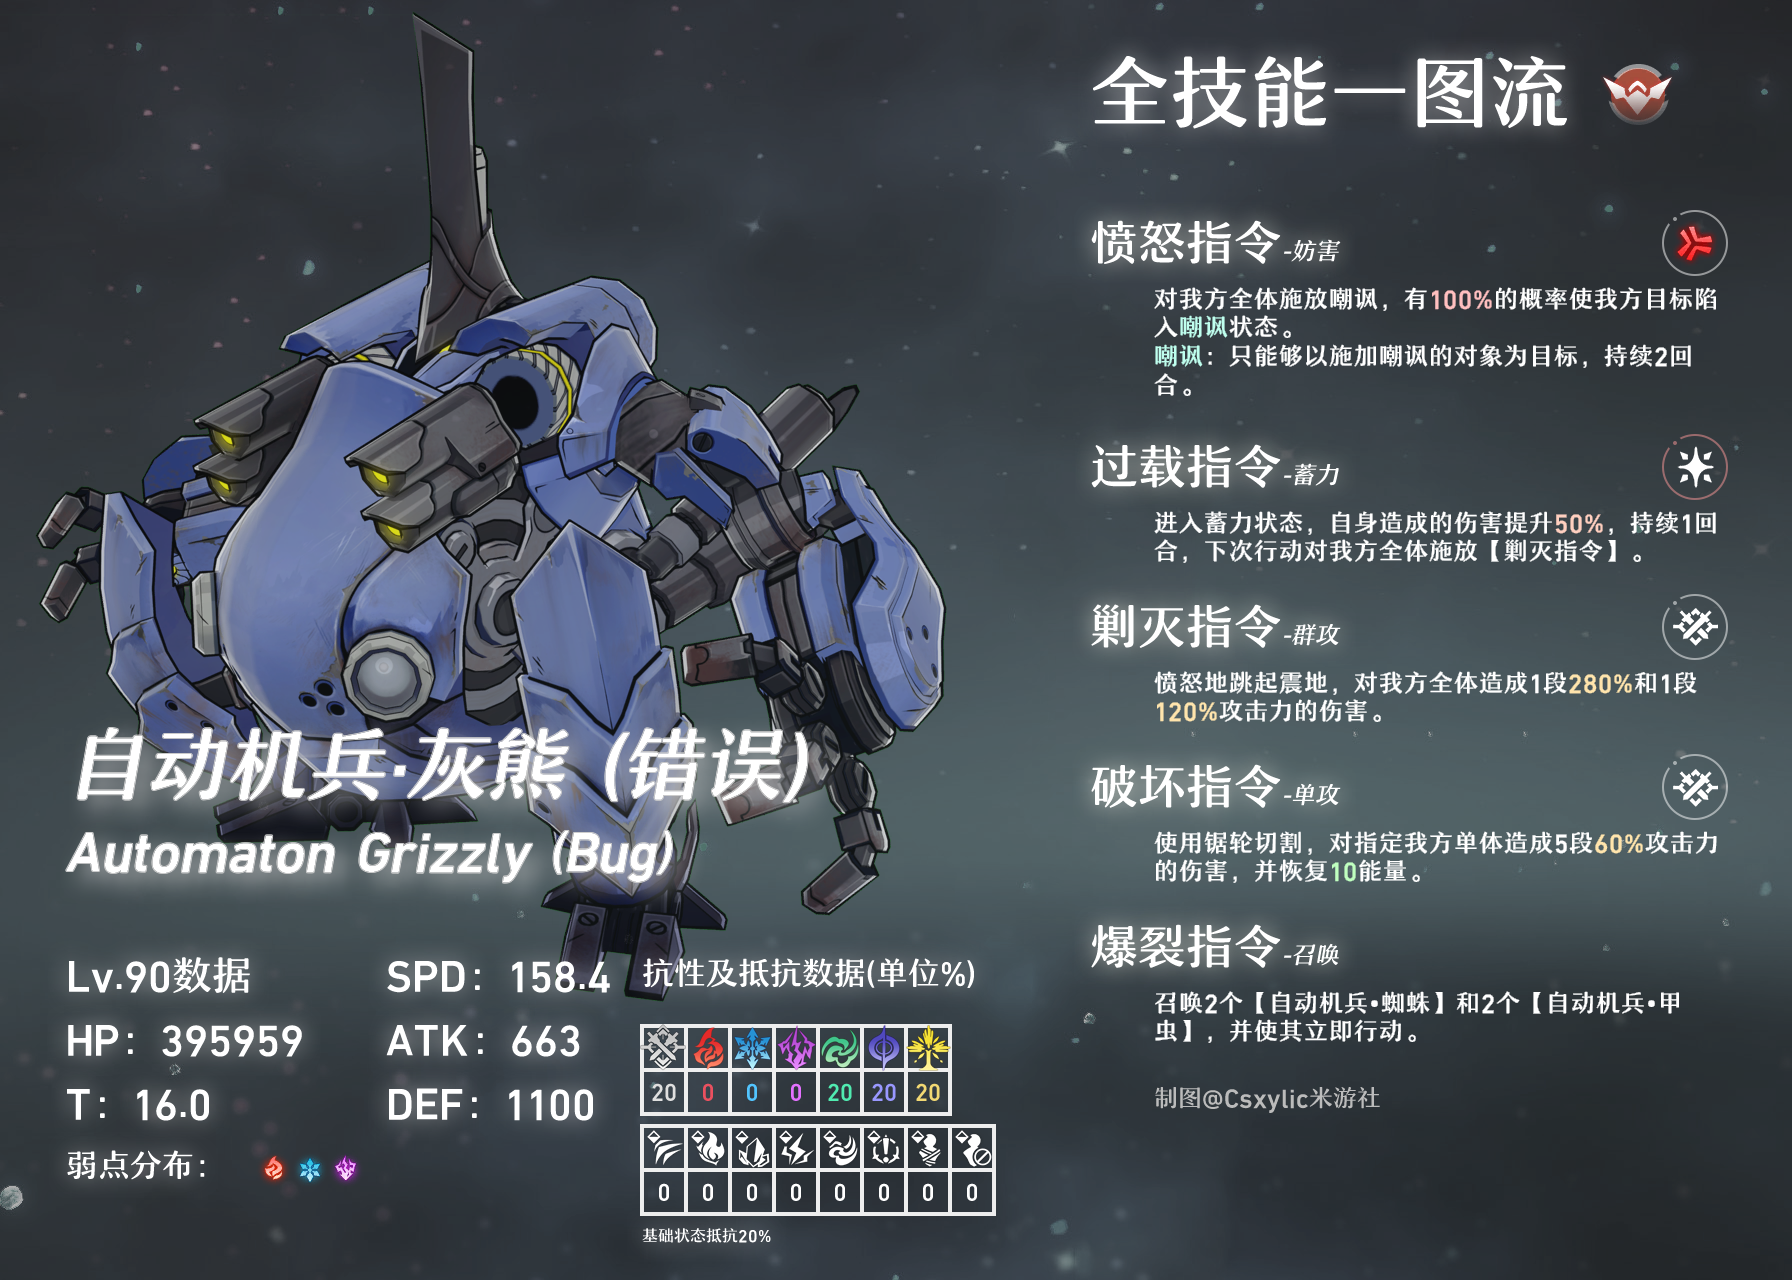 全技能一图流
愤怒指令-妨害
对我方全体施放嘲讽，有100%的概率使我方目标陷
入嘲讽状态。
嘲讽：只能够以施加嘲讽的对象为目标，持续2回
合。
过载指令-蓄力
进入蓄力状态，自身造成的伤害提升50%，持续1回
合，下次行动对我方全体施放【剿灭指令】。
剿灭指令-群攻
愤怒地跳起震地，对我方全体造成1段280%和1段
120%攻击力的伤害。
破坏指令-单攻
使用锯轮切割，对指定我方单体造成5段60%攻击力
的伤害，并恢复10能量。
爆裂指令-召唤
召唤2个【自动机兵•蜘蛛】和2个【自动机兵•甲
虫】，并使其立即行动。
制图@Csxylic米游社
自动机兵·灰熊（错误）
Automaton Grizzly (Bug)
Lv.90数据
SPD： 158.4
HP： 395959
ATK： 663
T： 16.0
DEF： 1100
弱点分布：
抗性及抵抗数据(单位%)
20 0 0 0 20 20 20
0 0 0 0 0 0 0 0
基础状态抵抗20%